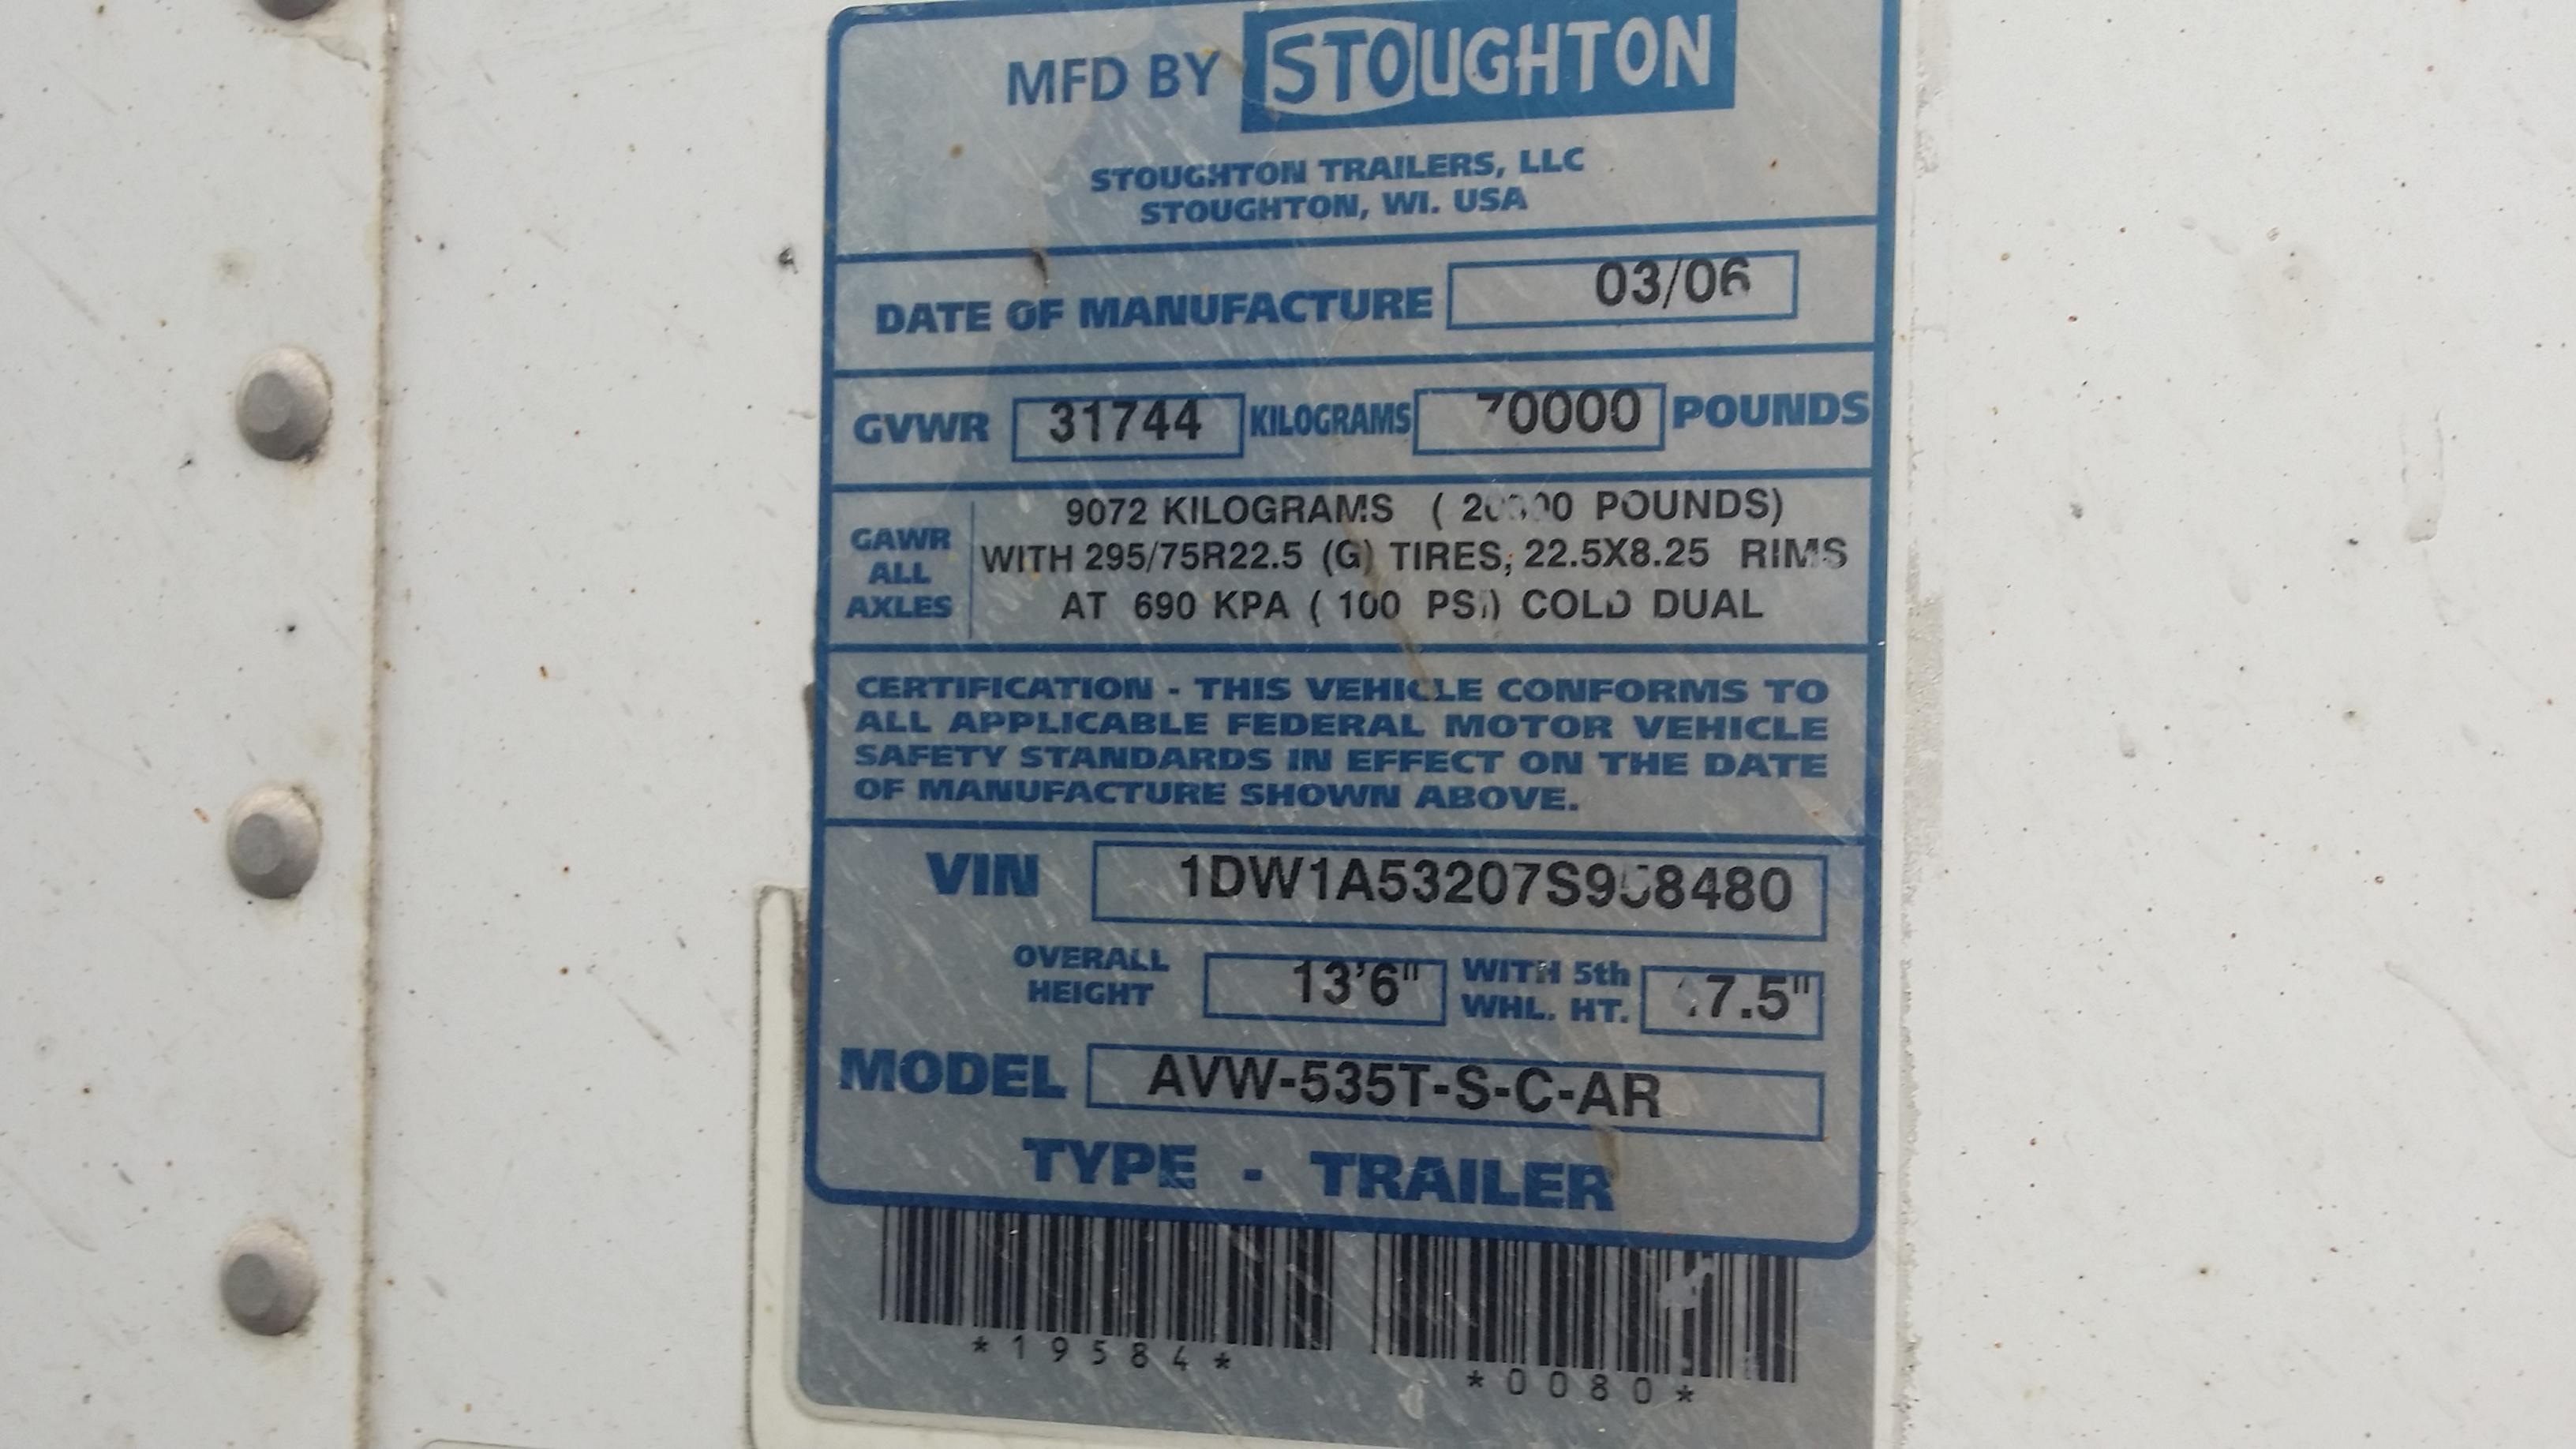 MFD BY STOUGHTON
STOUGHTON TRAILERS, LLC
STOUGHTON, WI. USA
DATE OF MANUFACTURE 03/06
GVWR 31744 KILOGRAMS 70000 POUNDS
GAWR ALL AXLES
9072 KILOGRAMS ( 20000 POUNDS)
WITH 295/75R22.5 (G) TIRES, 22.5X8.25 RIMS
AT 690 KPA ( 100 PSI) COLD DUAL
CERTIFICATION - THIS VEHICLE CONFORMS TO
ALL APPLICABLE FEDERAL MOTOR VEHICLE
SAFETY STANDARDS IN EFFECT ON THE DATE
OF MANUFACTURE SHOWN ABOVE.
VIN
OVERALL HEIGHT 13'6" WITH 5th WHL. HT.
MODEL AVW-535T-S-C-AR
TYPE - TRAILER
*19584*
*0080*